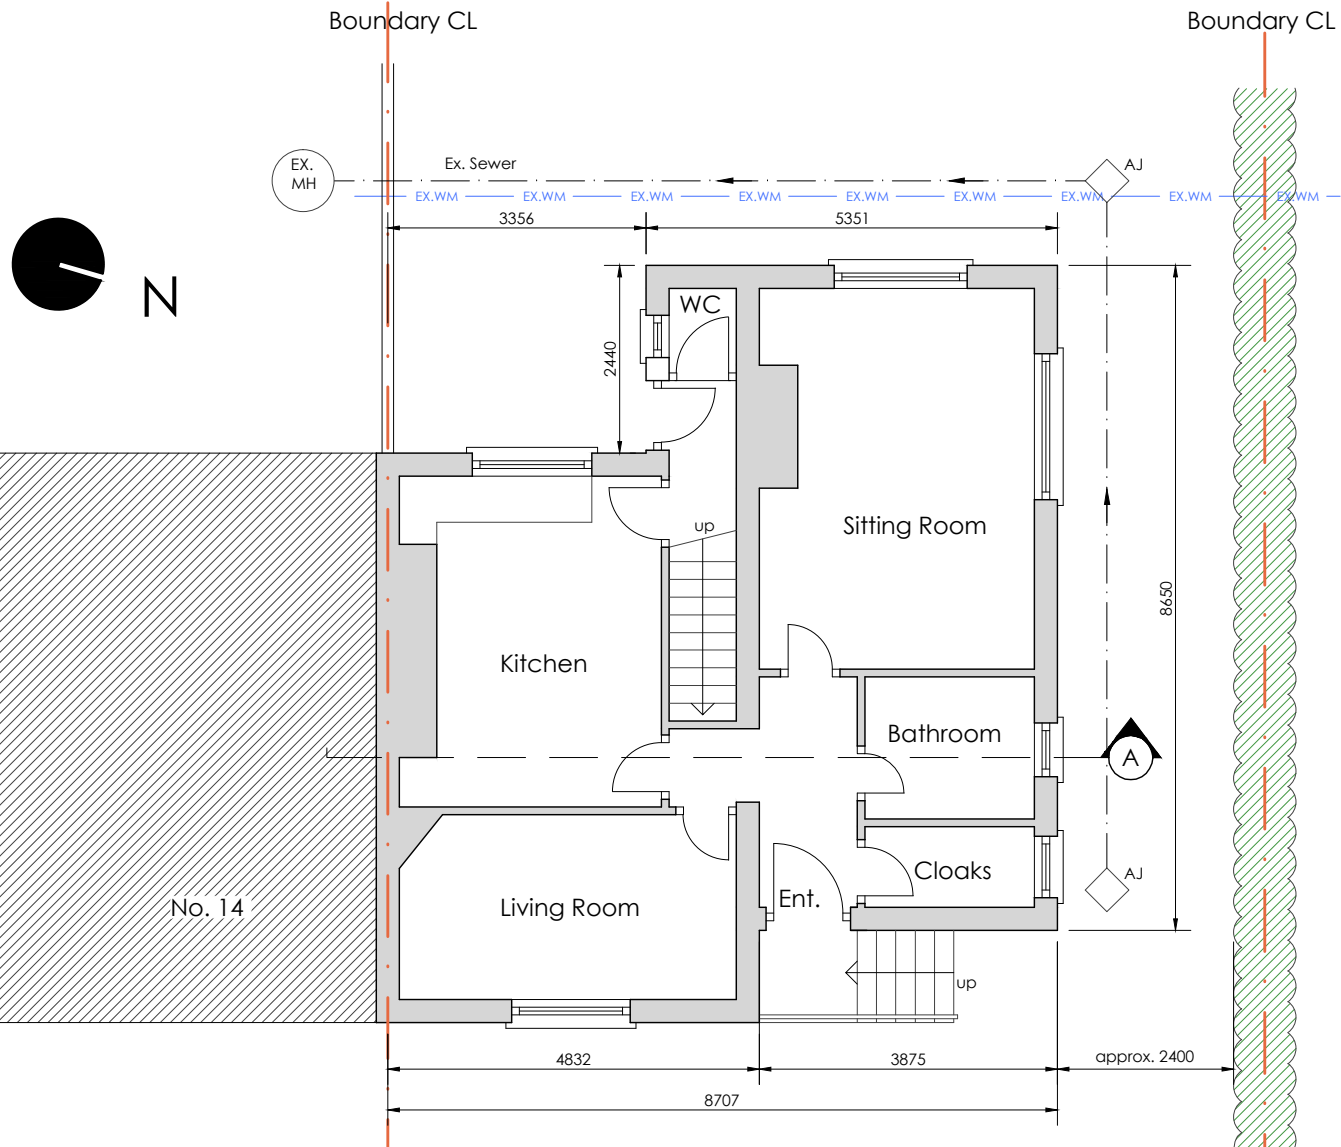 Boundary CL
Boundary CL
EX.
MH
Ex. Sewer
AJ
EX.WM EX.WM EX.WM EX.WM EX.WM EX.WM EX.WM EX.WM EX.WM
3356
5351
N
WC
2440
up
Sitting Room
8650
Kitchen
Bathroom
A
Cloaks
AJ
Ent.
No. 14
Living Room
up
4832
3875
approx. 2400
8707